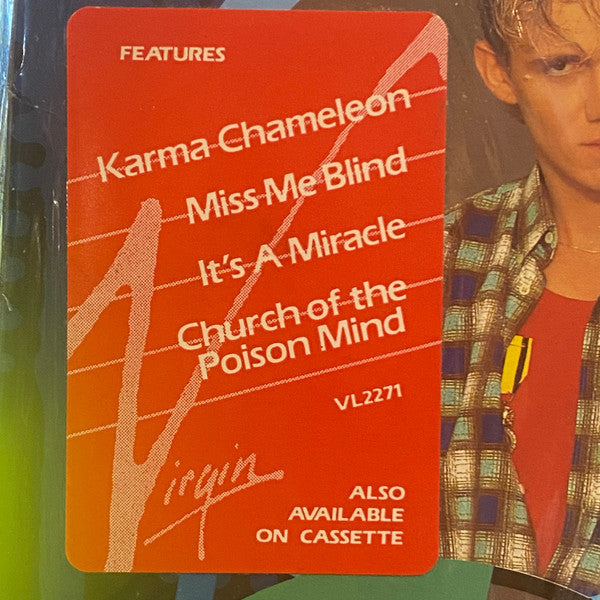 FEATURES
Karma Chameleon
Miss Me Blind
It's A Miracle
Church of the
Poison Mind
VL2271
Virgin
ALSO
AVAILABLE
ON CASSETTE